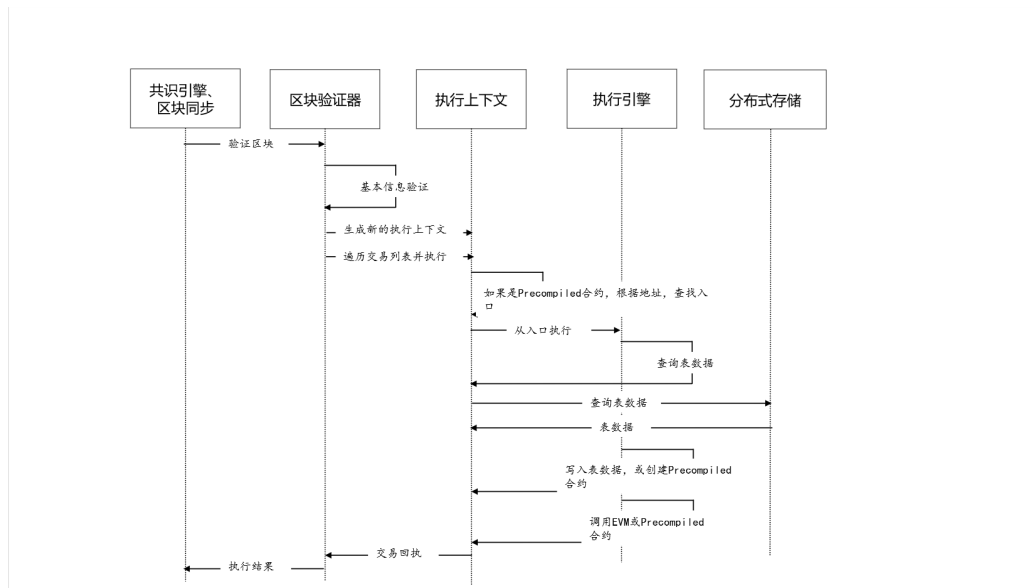 共识引擎、
区块同步
区块验证器
执行上下文
执行引擎
分布式存储
验证区块
基本信息验证
生成新的执行上下文
遍历交易列表并执行
如果是Precompiled合约，根据地址，查找入
口
从入口执行
查询表数据
查询表数据
表数据
写入表数据，或创建Precompiled
合约
调用EVM或Precompiled
合约
交易回执
执行结果